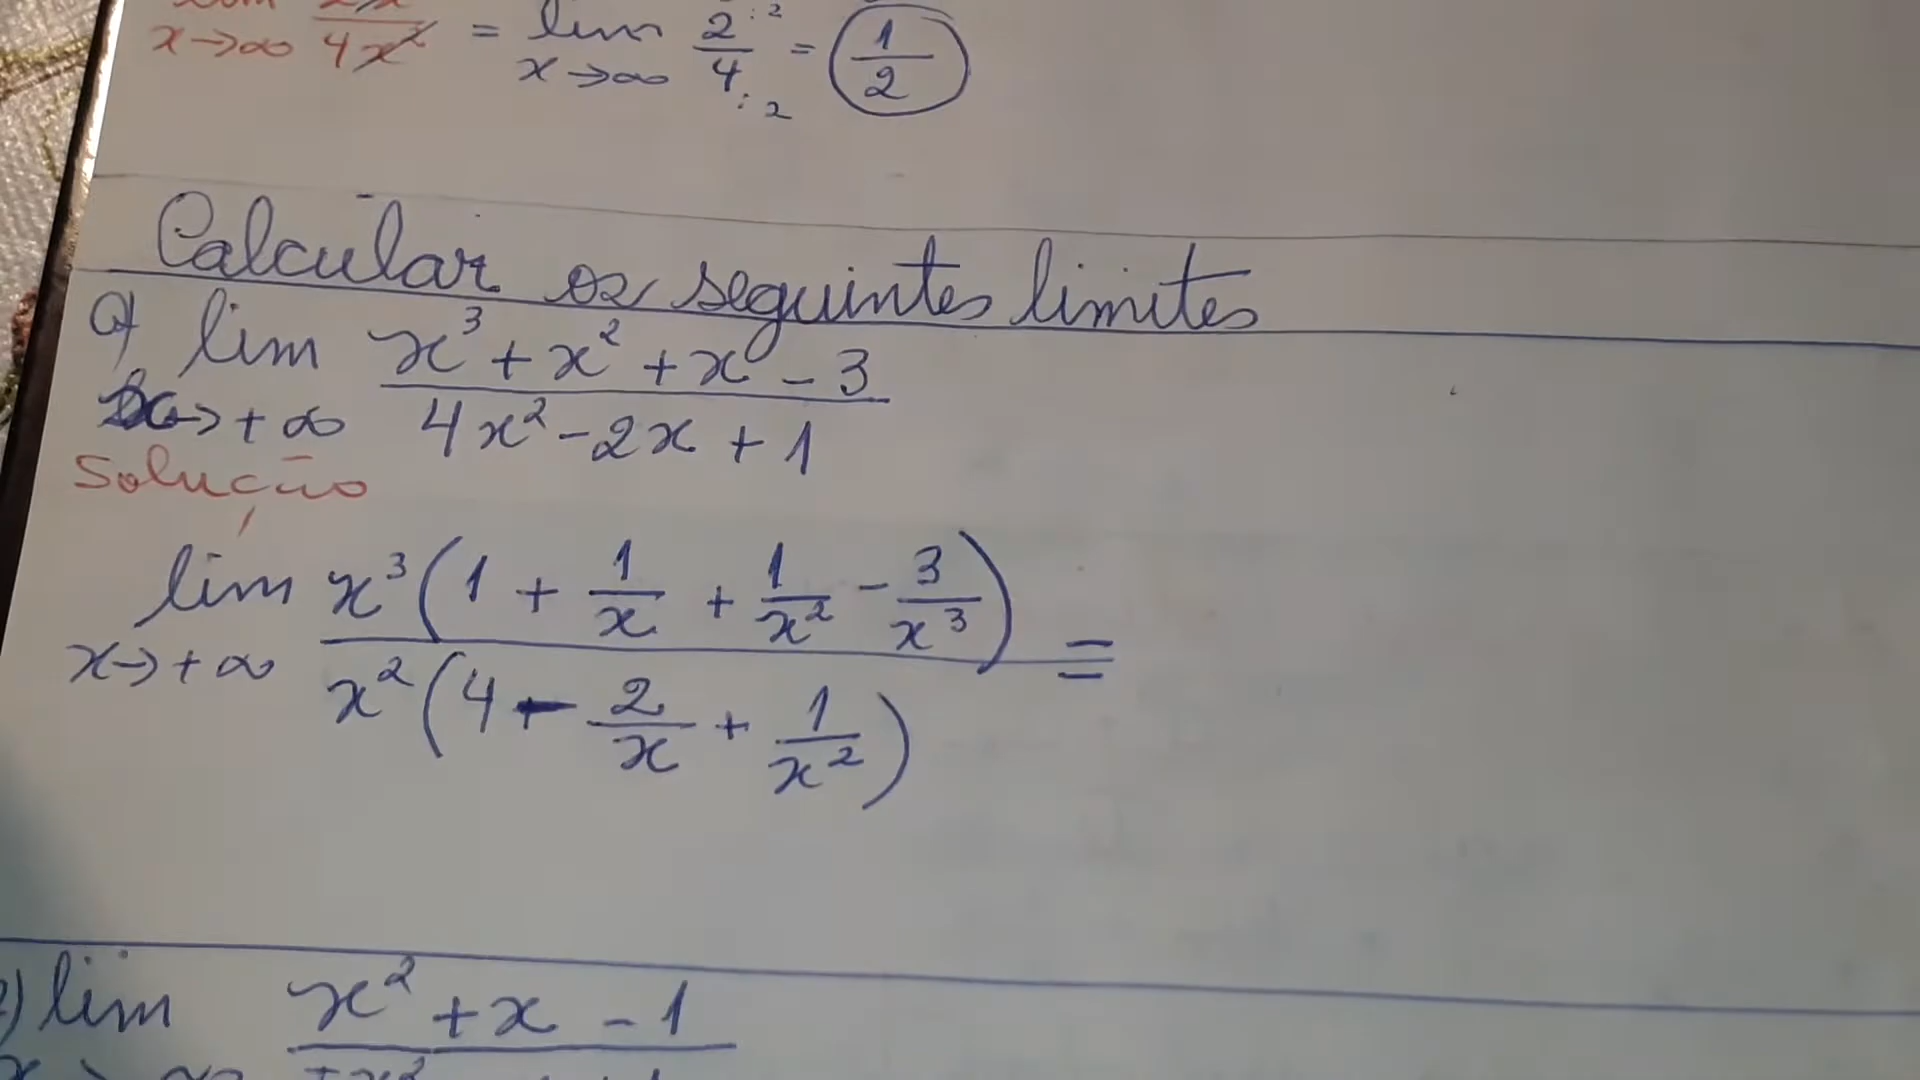 x→∞ 4x² = lim x→∞ 2:2/4:2 = 1/2
Calcular os seguintes limites
a) lim x→+∞ (x³ + x² + x - 3)/(4x² - 2x + 1)
Solução
lim x→+∞ x³(1 + 1/x + 1/x² - 3/x³)/x²(4 - 2/x + 1/x²) =
) lim x² + x - 1